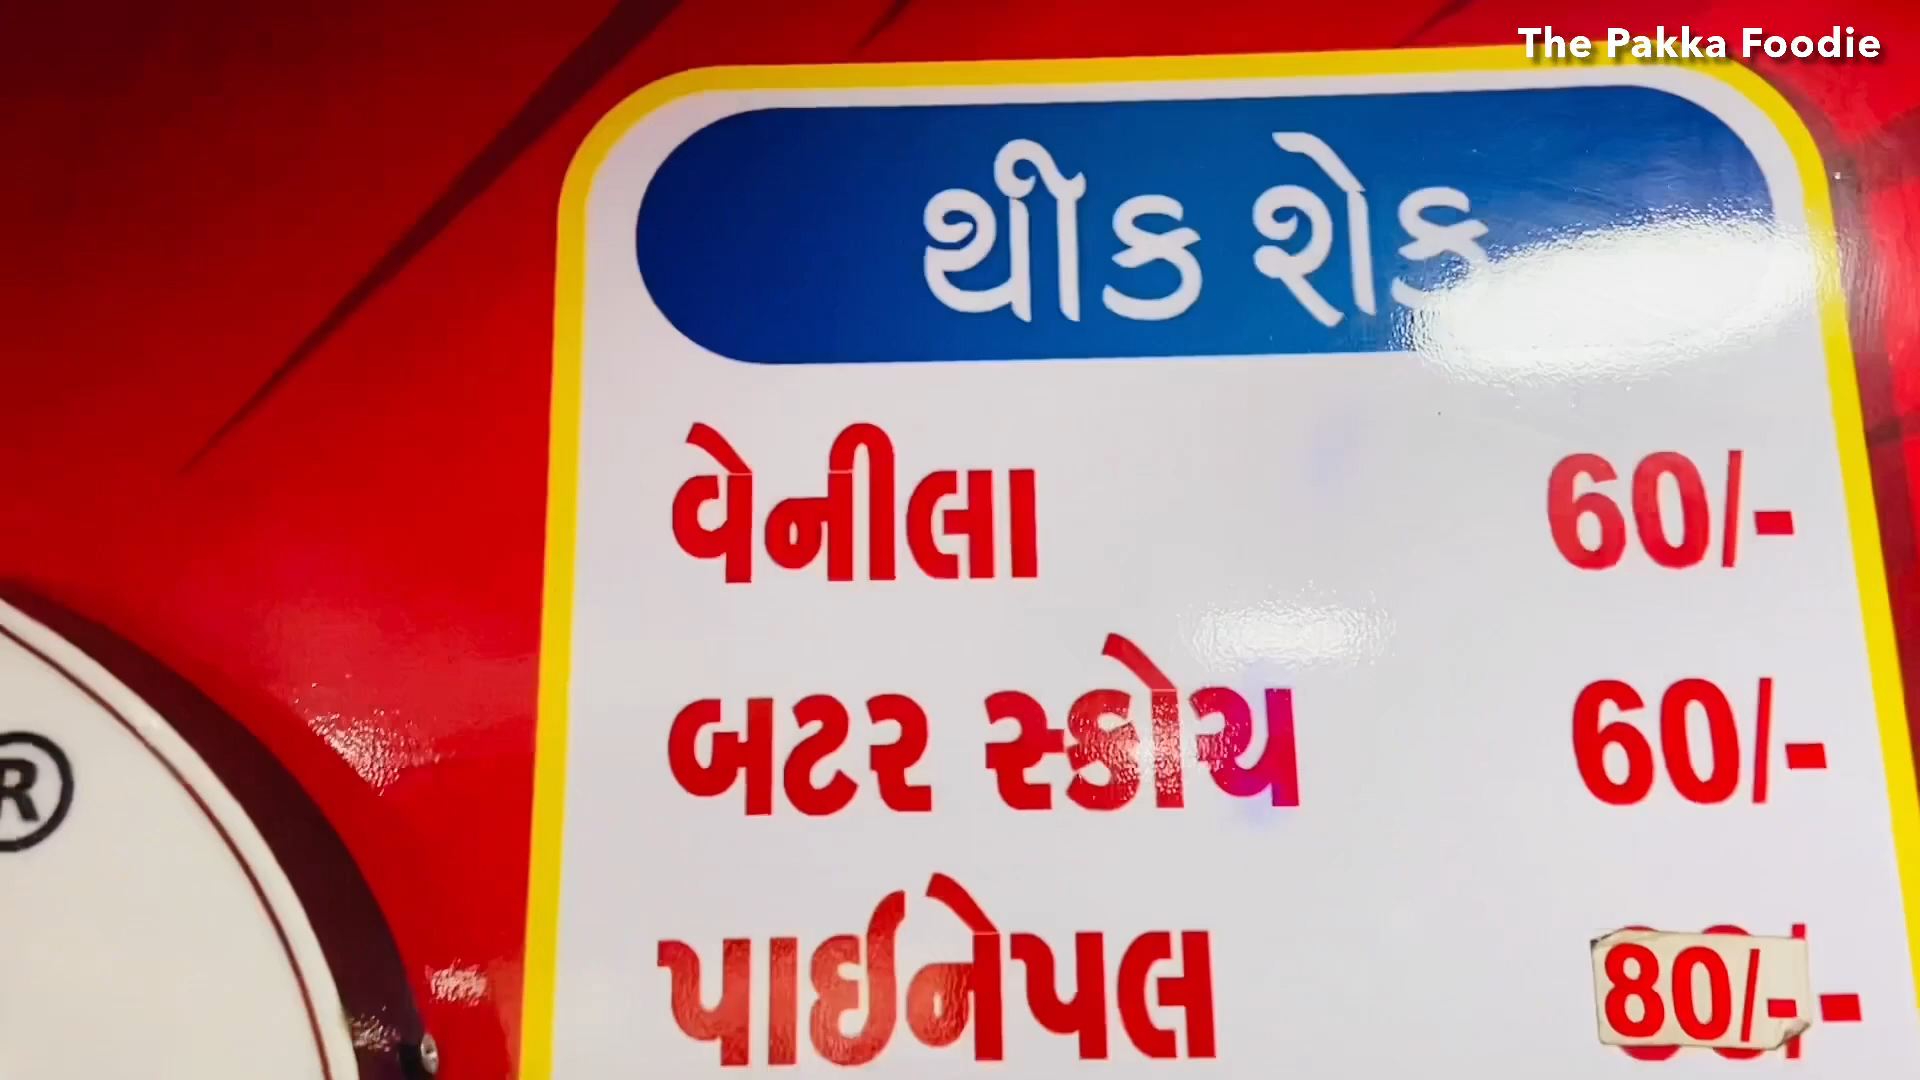 The Pakka Foodie
થીક શેક
વેનીલા 60/-
બટર સ્કોચ 60/-
પાઈનેપલ 80/-
®